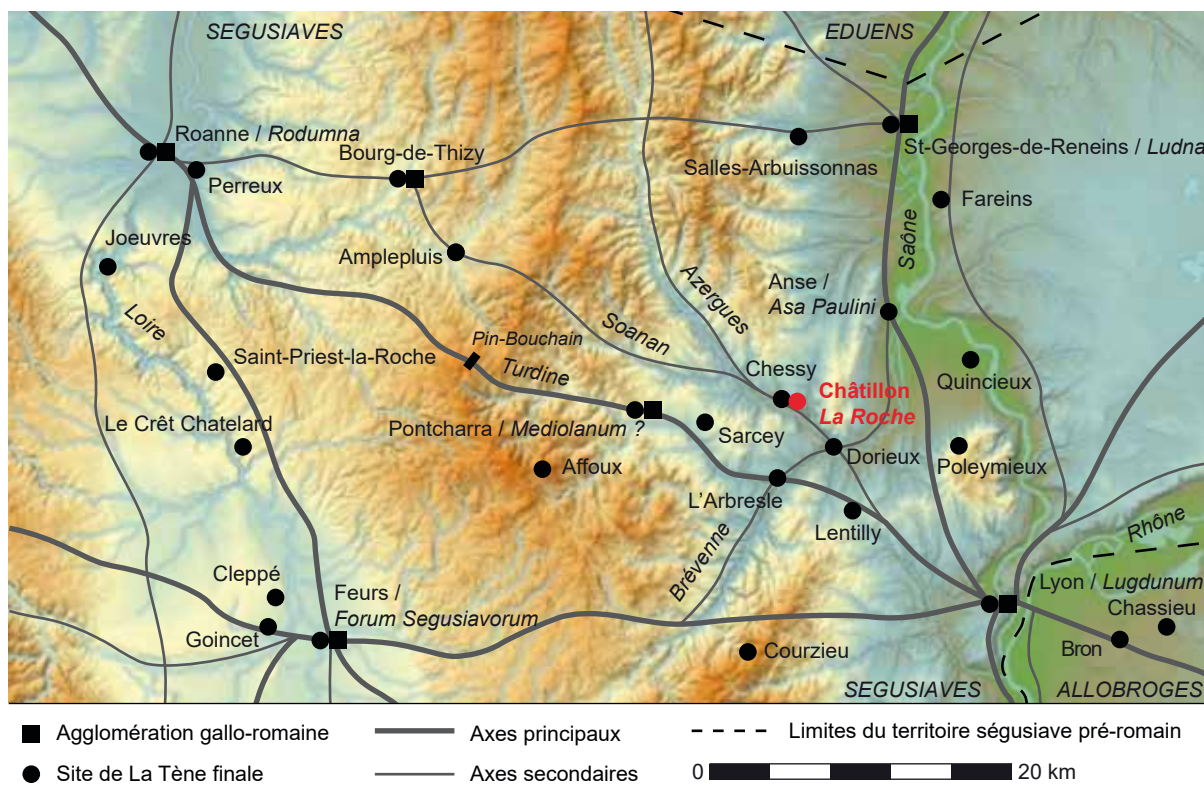 SEGUSIAVES
EDUENS
Roanne / Rodumna
Bourg-de-Thizy
St-Georges-de-Reneins / Ludna
Salles-Arbuissonnas
Perreux
Fareins
Joeuvres
Amplepluis
Azergues
Saône
Anse /
Asa Paulini
Loire
Soanan
Pin-Bouchain
Saint-Priest-la-Roche
Turdine
Chessy
Quincieux
Châtillon
La Roche
Le Crêt Chatelard
Pontcharra / Mediolanum ?
Sarcey
Dorieux
Affoux
Poleymieux
L'Arbresle
Lentilly
Rhône
Brévenne
Cleppé
Feurs /
Forum Segusiavorum
Lyon / Lugdunum
Chassieu
Goincet
Courzieu
Bron
SEGUSIAVES
ALLOBROGES
Agglomération gallo-romaine
Axes principaux
Limites du territoire ségusiave pré-romain
Site de La Tène finale
Axes secondaires
0
20 km